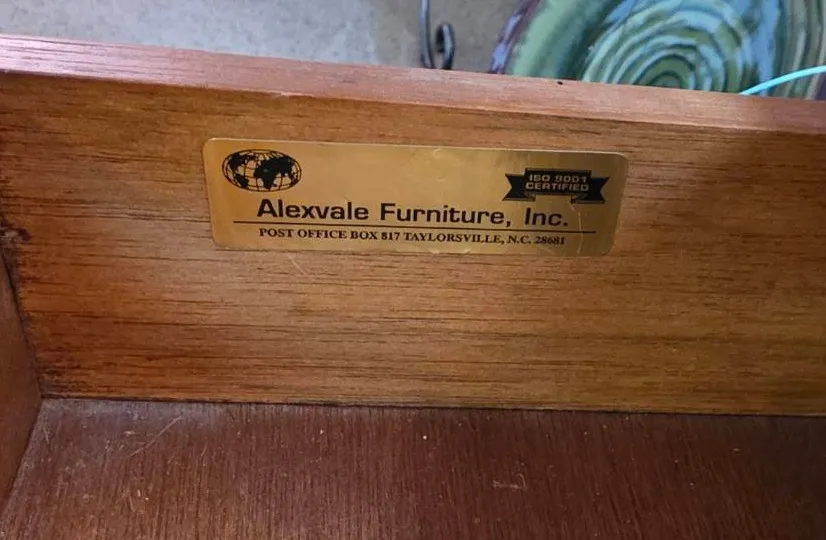 ISO 9001
CERTIFIED
Alexvale Furniture, Inc.
POST OFFICE BOX 817 TAYLORSVILLE, N.C. 28681